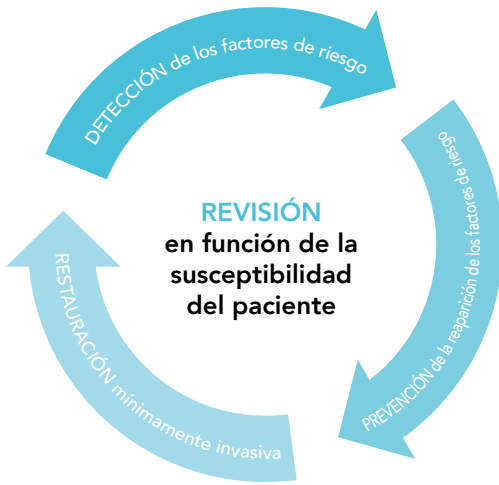 DETECCIÓN de los factores de riesgo
PREVENCIÓN de la reaparición de los factores de riesgo
RESTAURACIÓN mínimamente invasiva
REVISIÓN
en función de la
susceptibilidad
del paciente